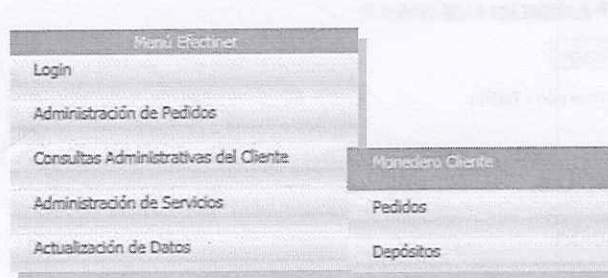 Menú Efectinet
Login
Administración de Pedidos
Consultas Administrativas del Cliente
Administración de Servicios
Actualización de Datos
Monedero Cliente
Pedidos
Depósitos